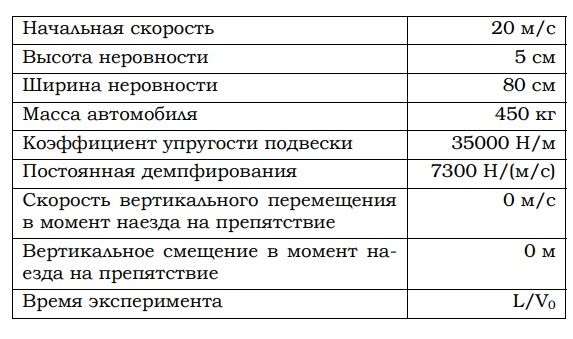 Начальная скорость 20 м/с
Высота неровности 5 см
Ширина неровности 80 см
Масса автомобиля 450 кг
Коэффициент упругости подвески 35000 Н/м
Постоянная демпфирования 7300 Н/(м/с)
Скорость вертикального перемещения 0 м/с
в момент наезда на препятствие
Вертикальное смещение в момент на- 0 м
езда на препятствие
Время эксперимента L/V₀